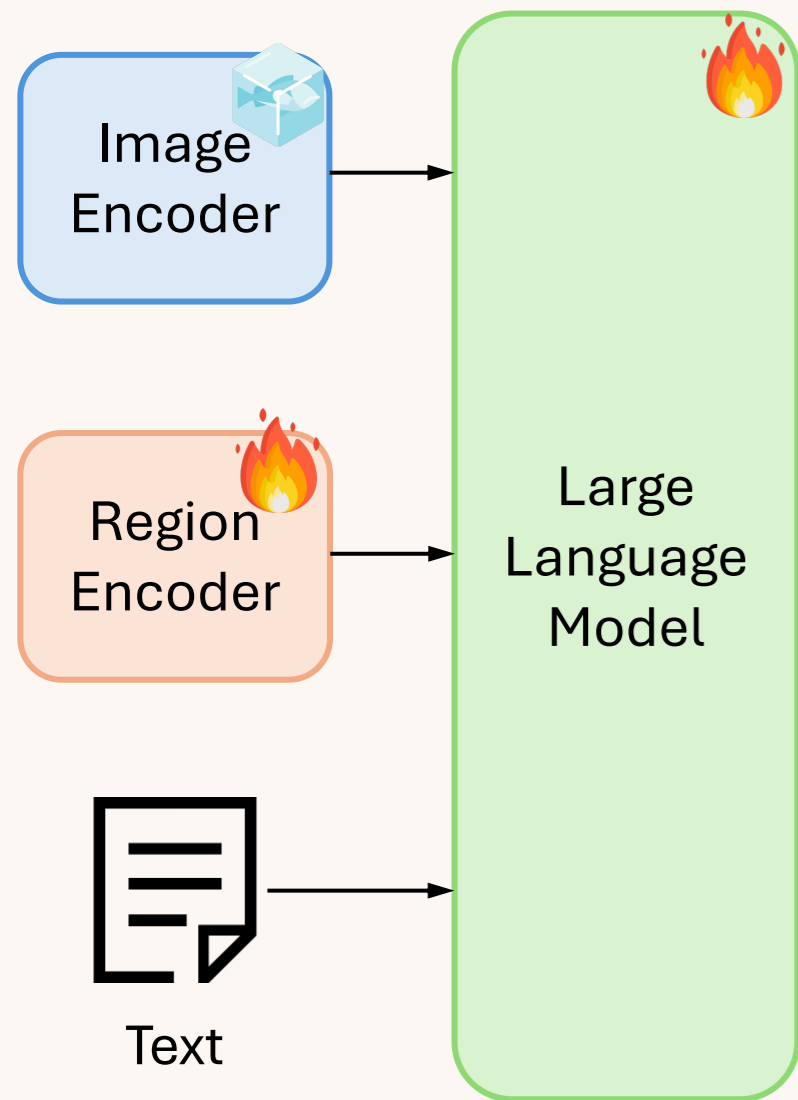 Image
Encoder
Region
Encoder
Text
Large
Language
Model